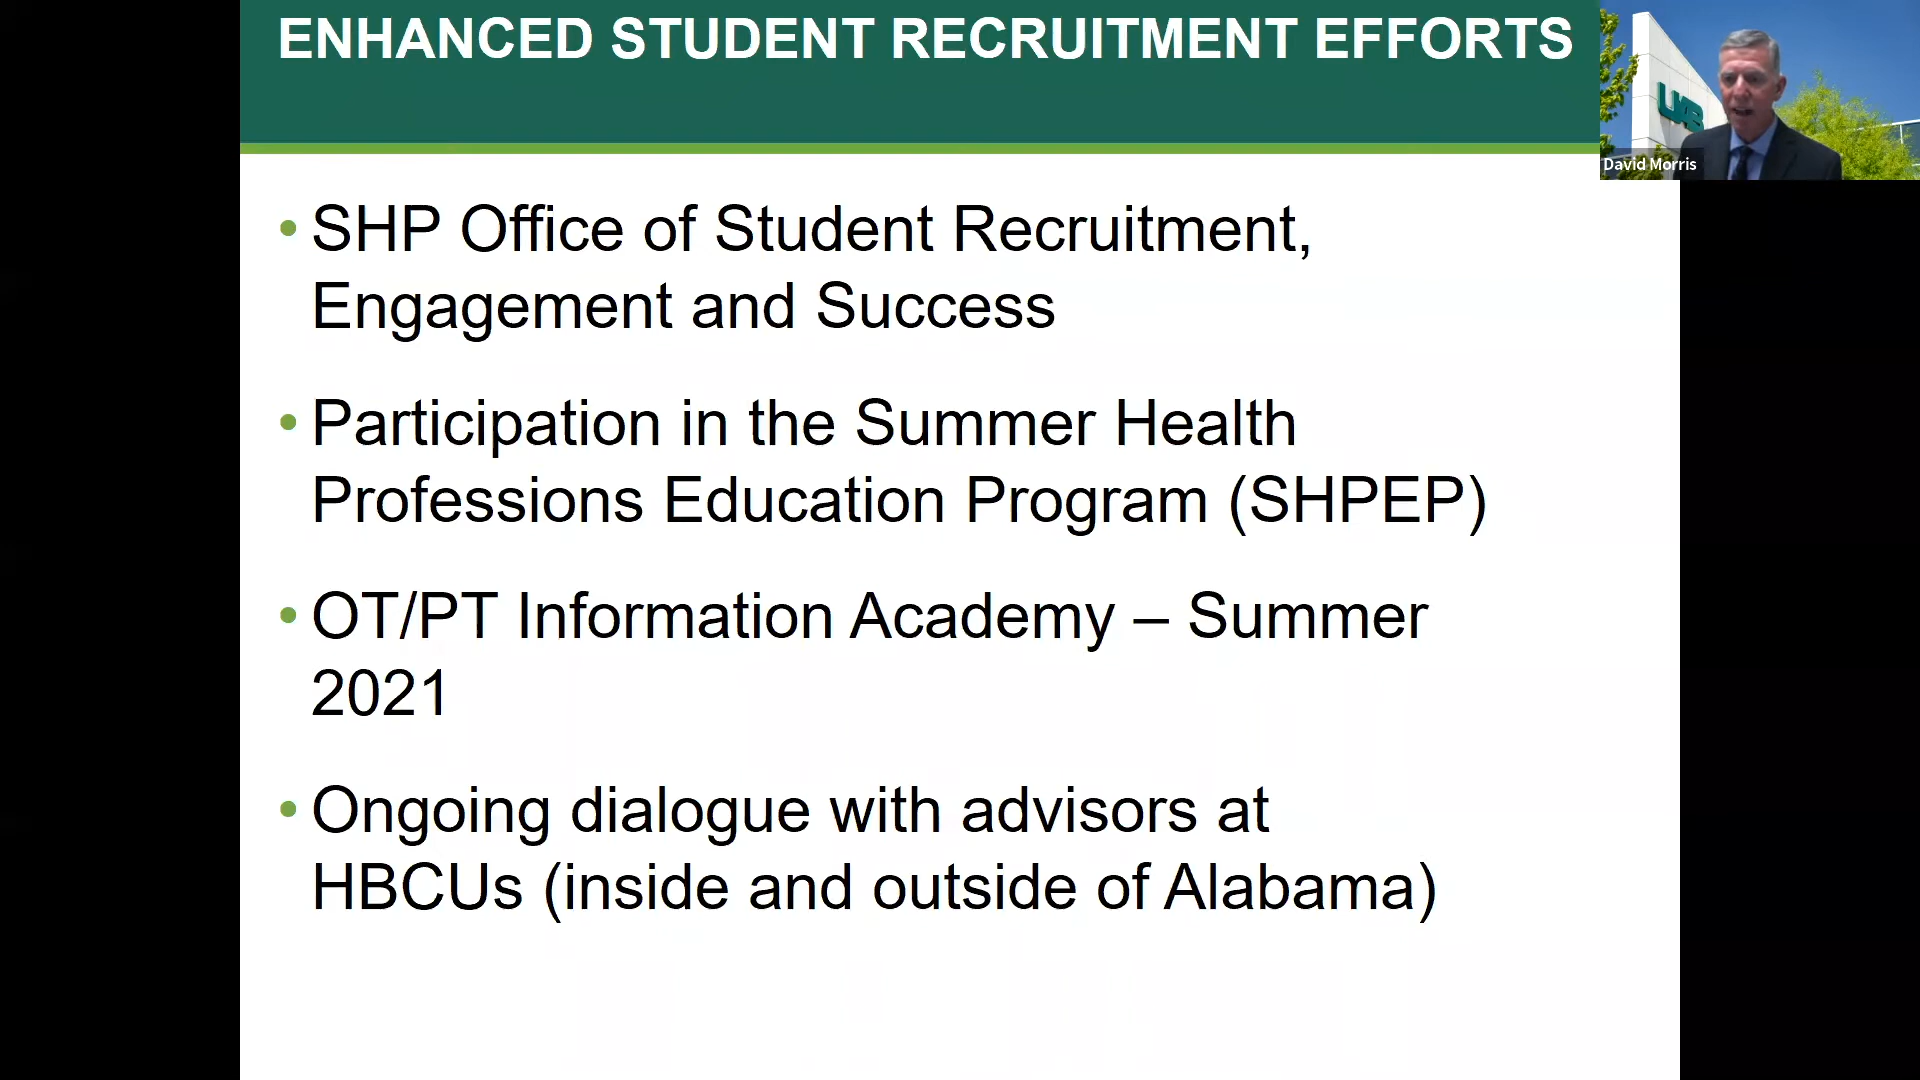 ENHANCED STUDENT RECRUITMENT EFFORTS
UAB
David Morris
• SHP Office of Student Recruitment,
Engagement and Success
• Participation in the Summer Health
Professions Education Program (SHPEP)
• OT/PT Information Academy – Summer
2021
• Ongoing dialogue with advisors at
HBCUs (inside and outside of Alabama)